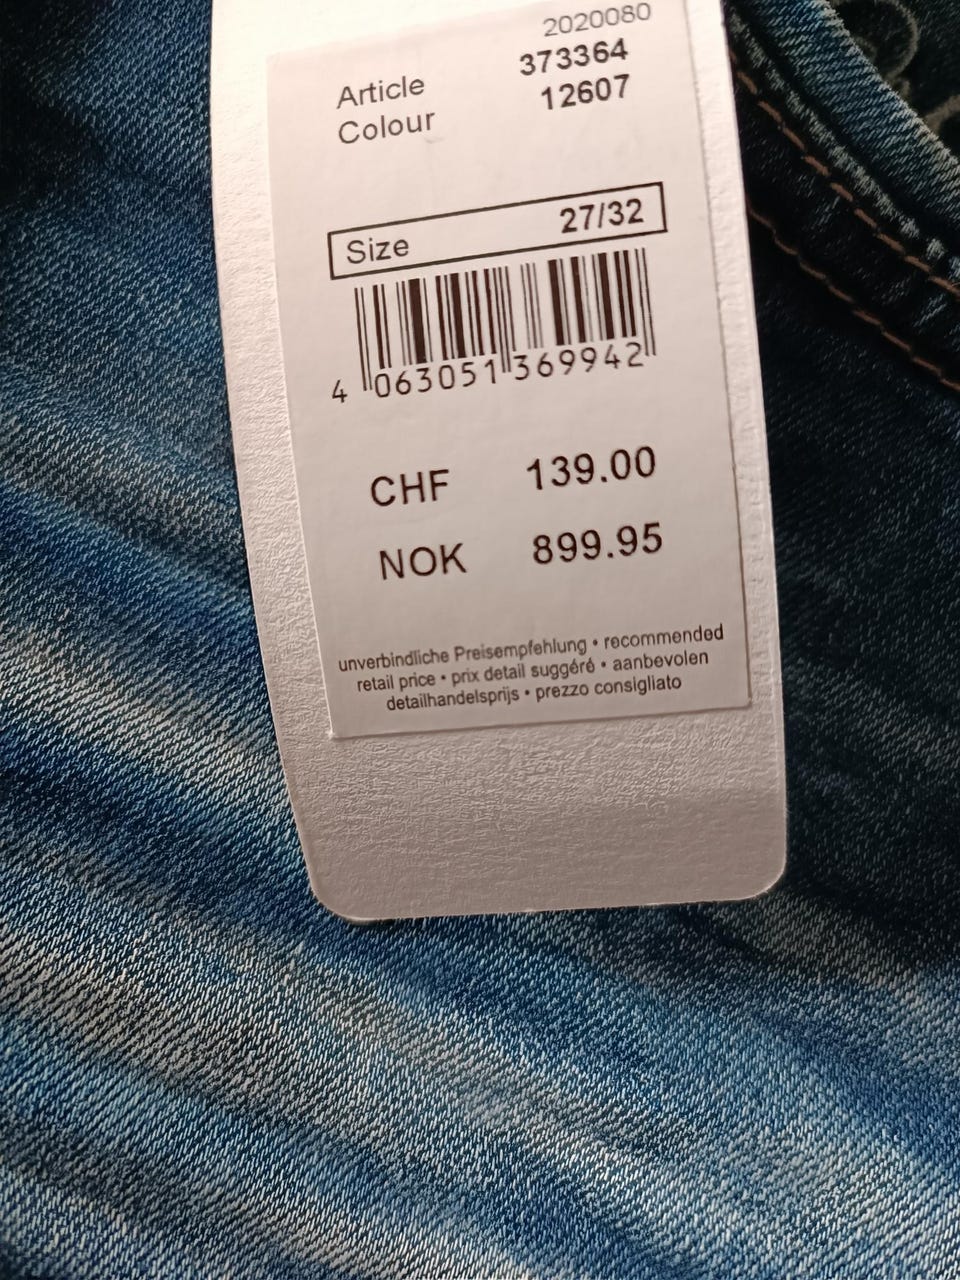 2020080
Article 373364
Colour 12607
Size 27/32
4 063051 369942
CHF 139.00
NOK 899.95
unverbindliche Preisempfehlung • recommended
retail price • prix detail suggéré • aanbevolen
detailhandelsprijs • prezzo consigliato